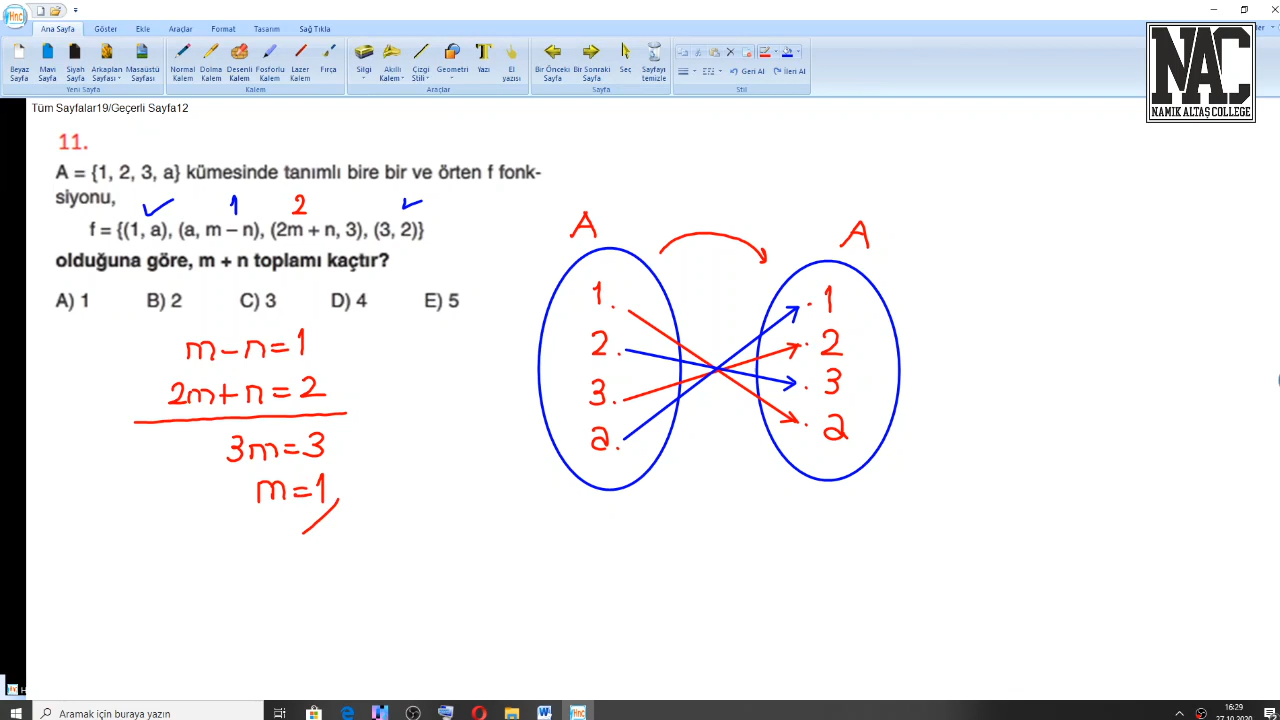 Ana Sayfa Göster Ekle Araçlar Format Tasarım Sağ Tıkla
Beyaz Sayfa Mavi Sayfa Siyah Sayfa Arkaplan Sayfası Masaüstü Sayfası Normal Kalem Dolma Kalem Desenli Kalem Fosforlu Kalem Lazer Kalem Fırça Silgi Akıllı Kalem Çizgi Stili Geometri Yazı El yazısı Bir Önceki Sayfa Bir Sonraki Sayfa Seç Sayfayı temizle Geri Al İleri Al
Yeni Sayfa Kalem Araçlar Sayfa Stil
NAC
NAMIK ALTAŞ COLLEGE
Tüm Sayfalar19/Geçerli Sayfa12
11.
A = {1, 2, 3, a} kümesinde tanımlı bire bir ve örten f fonk-
siyonu,
1 2
f = {(1, a), (a, m – n), (2m + n, 3), (3, 2)}
olduğuna göre, m + n toplamı kaçtır?
A) 1 B) 2 C) 3 D) 4 E) 5
m-n=1
2m+n=2
3m=3
m=1
A A
1. . 1
2. . 2
3. . 3
a. . a
Aramak için buraya yazın
16:29
27.10.2020